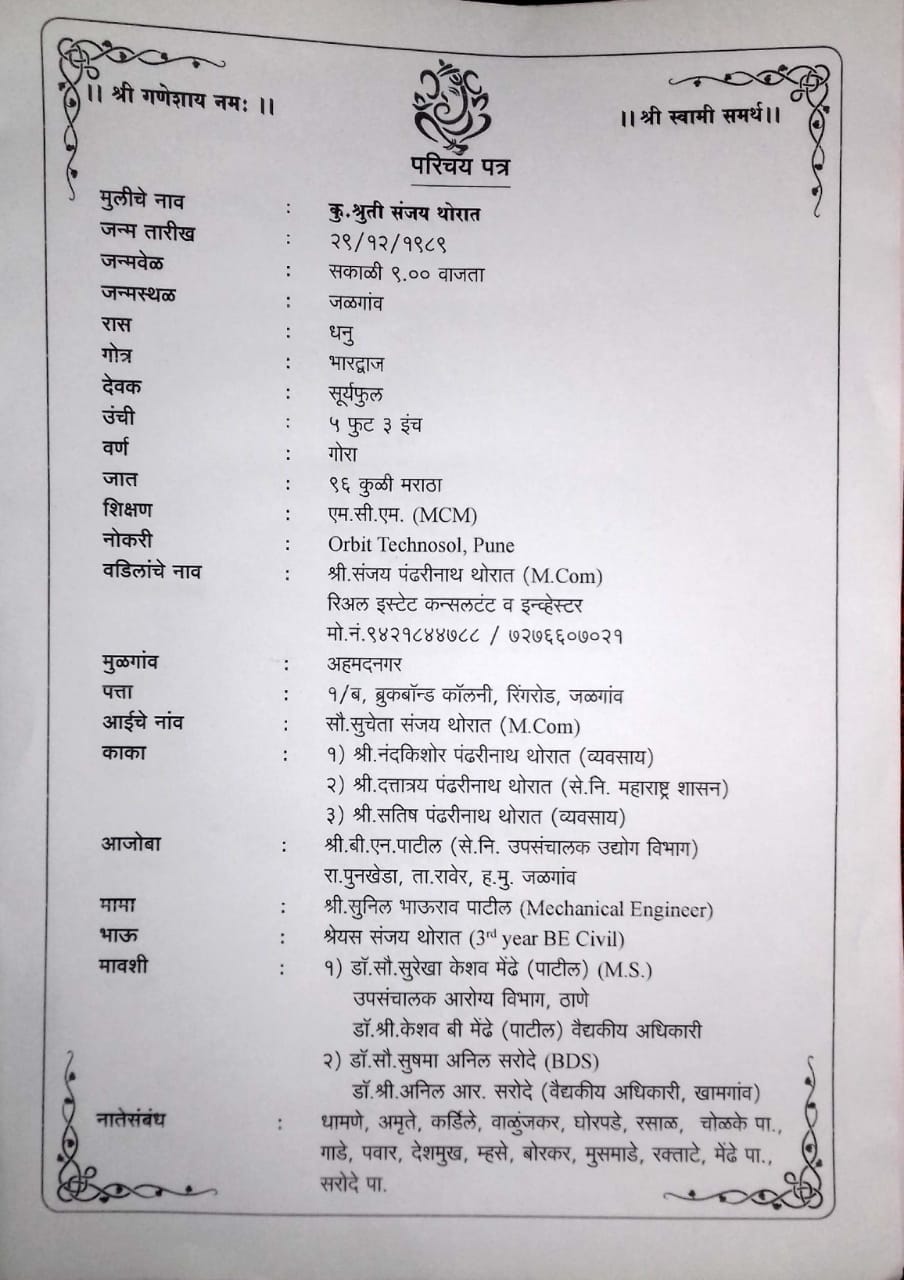 ।। श्री गणेशाय नमः ।।
।। श्री स्वामी समर्थ।।
परिचय पत्र
मुलीचे नाव : कु.श्रुती संजय थोरात
जन्म तारीख : २९/१२/१९८९
जन्मवेळ : सकाळी ९.०० वाजता
जन्मस्थळ : जळगांव
रास : धनु
गोत्र : भारद्वाज
देवक : सूर्यफुल
उंची : ५ फुट ३ इंच
वर्ण : गोरा
जात : ९६ कुळी मराठा
शिक्षण : एम.सी.एम. (MCM)
नोकरी : Orbit Technosol, Pune
वडिलांचे नाव : श्री.संजय पंढरीनाथ थोरात (M.Com)
रिअल इस्टेट कन्सलटंट व इन्व्हेस्टर
मो.नं.९४२१८४४७८८ / ७२७६६०७०२१
मुळगांव : अहमदनगर
पत्ता : १/ब, ब्रुकबॉन्ड कॉलनी, रिंगरोड, जळगांव
आईचे नांव : सौ.सुचेता संजय थोरात (M.Com)
काका : १) श्री.नंदकिशोर पंढरीनाथ थोरात (व्यवसाय)
२) श्री.दत्तात्रय पंढरीनाथ थोरात (से.नि. महाराष्ट्र शासन)
३) श्री.सतिष पंढरीनाथ थोरात (व्यवसाय)
आजोबा : श्री.बी.एन.पाटील (से.नि. उपसंचालक उद्योग विभाग)
रा.पुनखेडा, ता.रावेर, ह.मु. जळगांव
मामा : श्री.सुनिल भाऊराव पाटील (Mechanical Engineer)
भाऊ : श्रेयस संजय थोरात (3rd year BE Civil)
मावशी : १) डॉ.सौ.सुरेखा केशव मेंढे (पाटील) (M.S.)
उपसंचालक आरोग्य विभाग, ठाणे
डॉ.श्री.केशव बी मेंढे (पाटील) वैद्यकीय अधिकारी
२) डॉ.सौ.सुषमा अनिल सरोदे (BDS)
डॉ.श्री.अनिल आर. सरोदे (वैद्यकीय अधिकारी, खामगांव)
नातेसंबंध : धामणे, अमृते, कर्डिले, वाळुंजकर, घोरपडे, रसाळ, चोळके पा.,
गाडे, पवार, देशमुख, म्हसे, बोरकर, मुसमाडे, रक्ताटे, मेंढे पा.,
सरोदे पा.